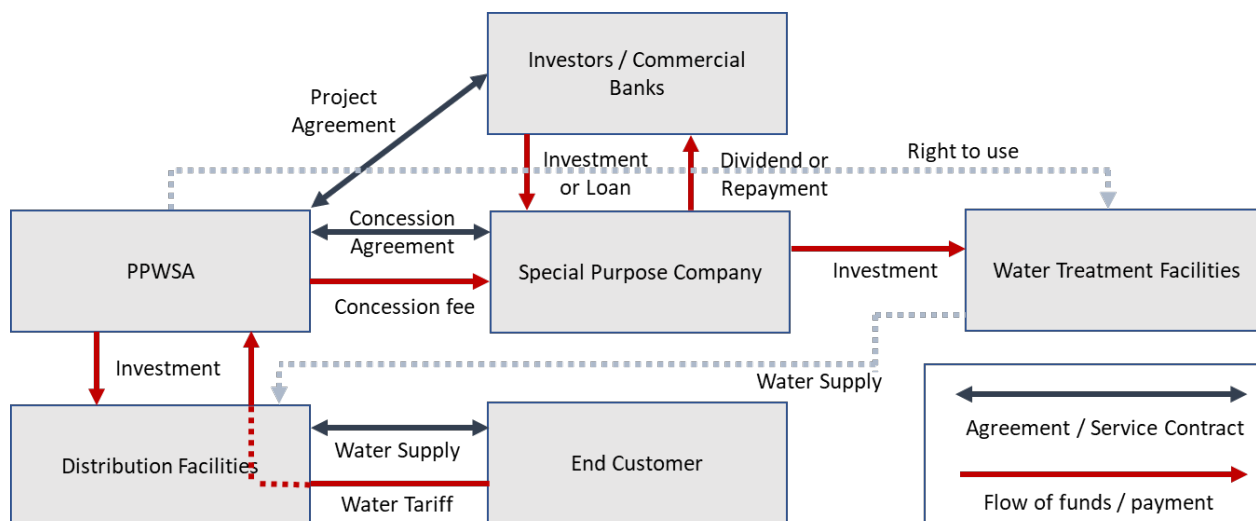 Investors / Commercial
Banks
Project
Agreement
Investment
or Loan
Dividend or
Repayment
Right to use
PPWSA
Concession
Agreement
Concession fee
Special Purpose Company
Investment
Water Treatment Facilities
Investment
Water Supply
Distribution Facilities
Water Supply
Water Tariff
End Customer
Agreement / Service Contract
Flow of funds / payment